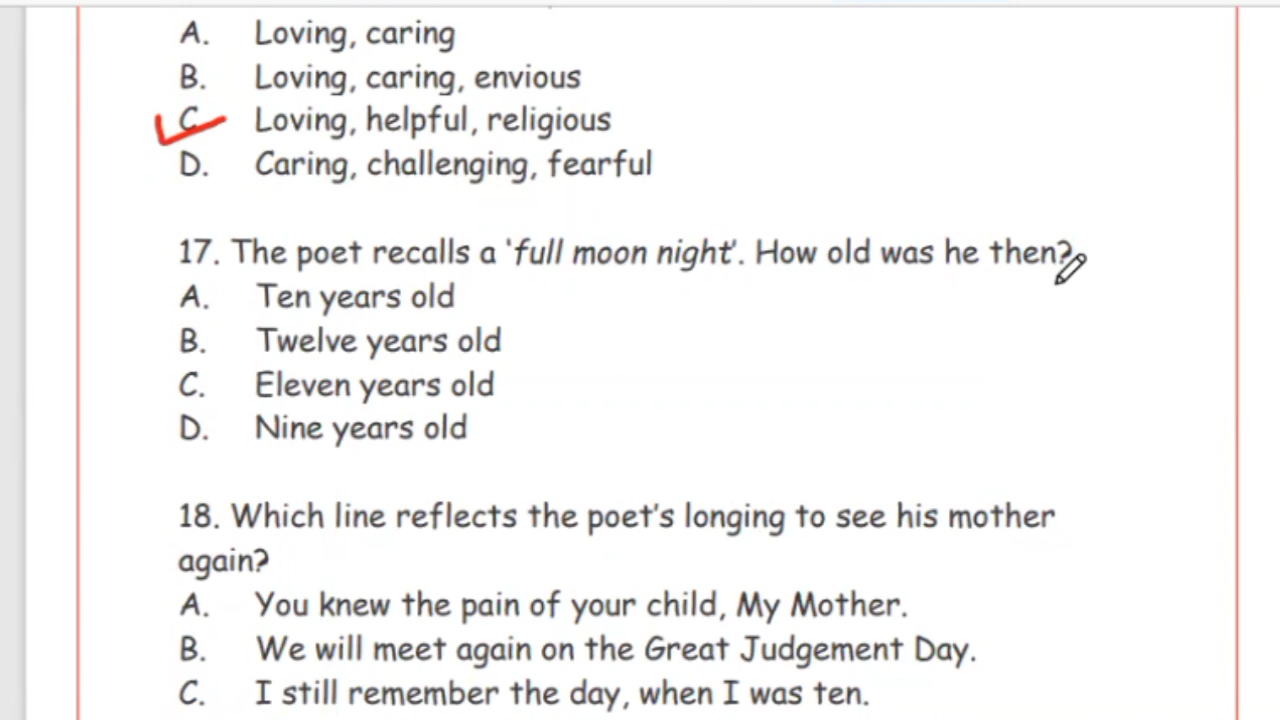 A. Loving, caring
B. Loving, caring, envious
C. Loving, helpful, religious
D. Caring, challenging, fearful
17. The poet recalls a 'full moon night'. How old was he then?
A. Ten years old
B. Twelve years old
C. Eleven years old
D. Nine years old
18. Which line reflects the poet's longing to see his mother
again?
A. You knew the pain of your child, My Mother.
B. We will meet again on the Great Judgement Day.
C. I still remember the day, when I was ten.